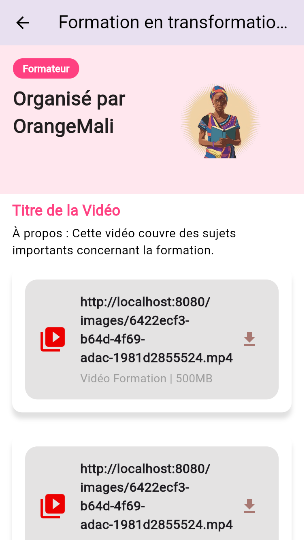 Formation en transformatio...
Formateur
Organisé par
OrangeMali
Titre de la Vidéo
À propos : Cette vidéo couvre des sujets
importants concernant la formation.
http://localhost:8080/
images/6422ecf3-
b64d-4f69-
adac-1981d2855524.mp4
Vidéo Formation | 500MB
http://localhost:8080/
images/6422ecf3-
b64d-4f69-
adac-1981d2855524.mp4